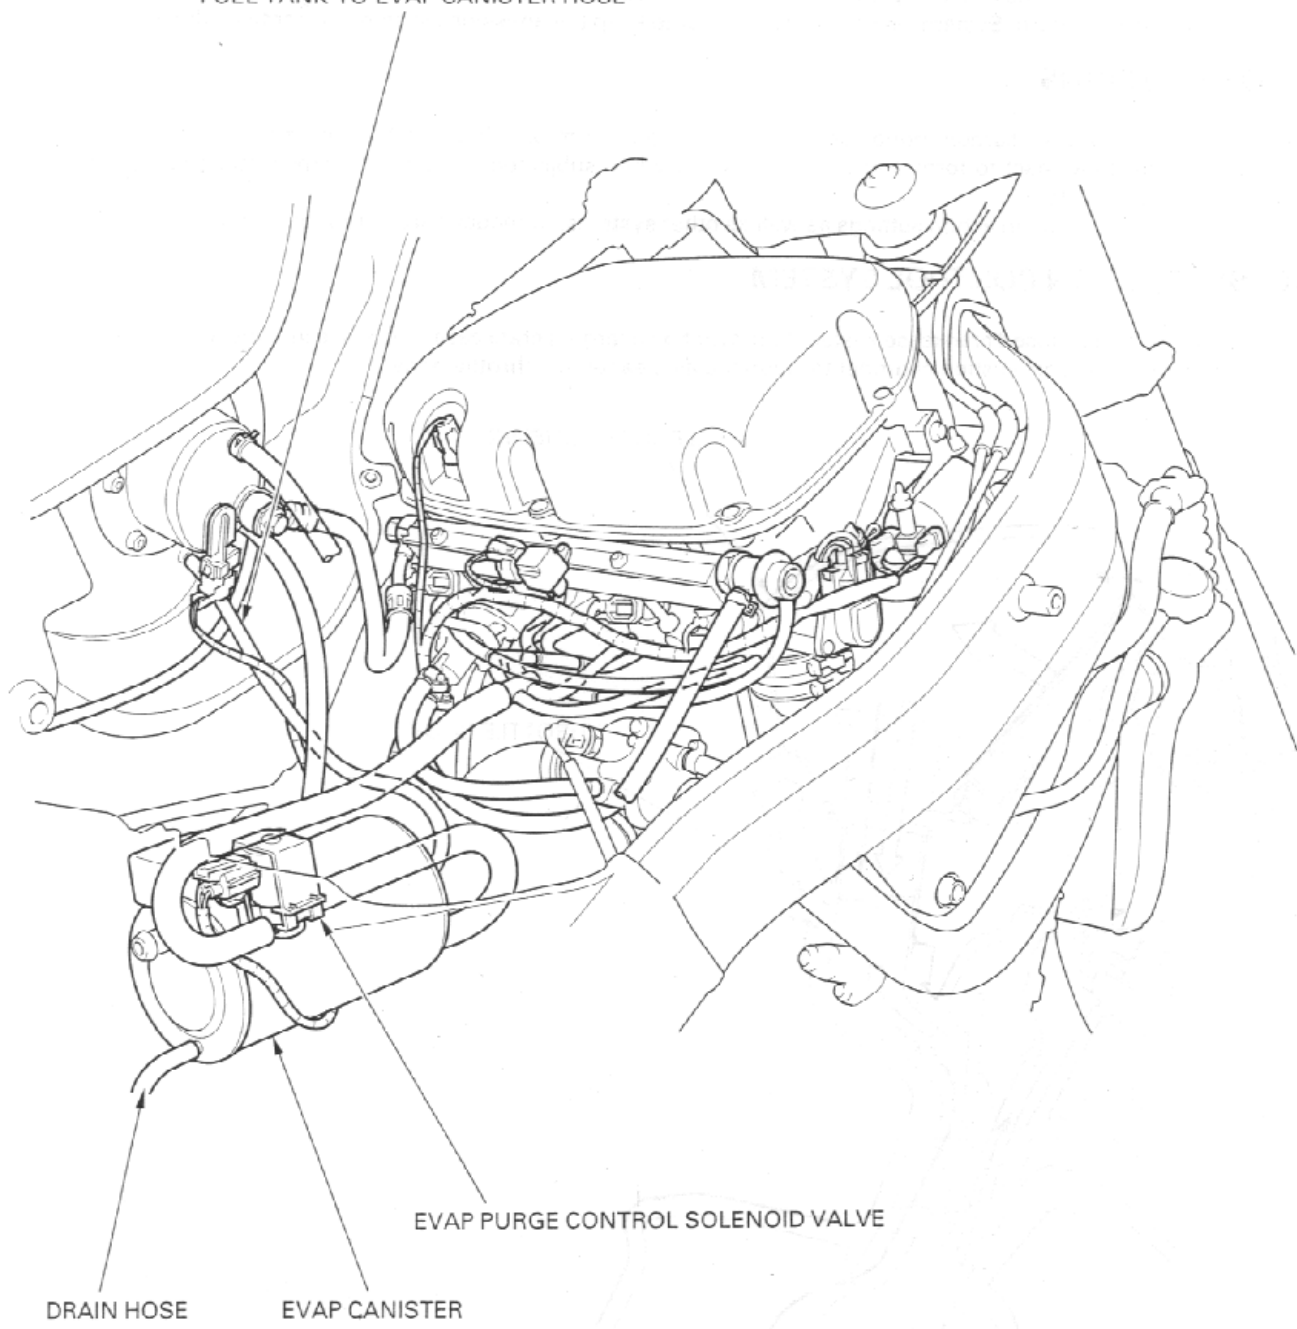 FUEL TANK TO EVAP CANISTER HOSE
EVAP PURGE CONTROL SOLENOID VALVE
DRAIN HOSE
EVAP CANISTER